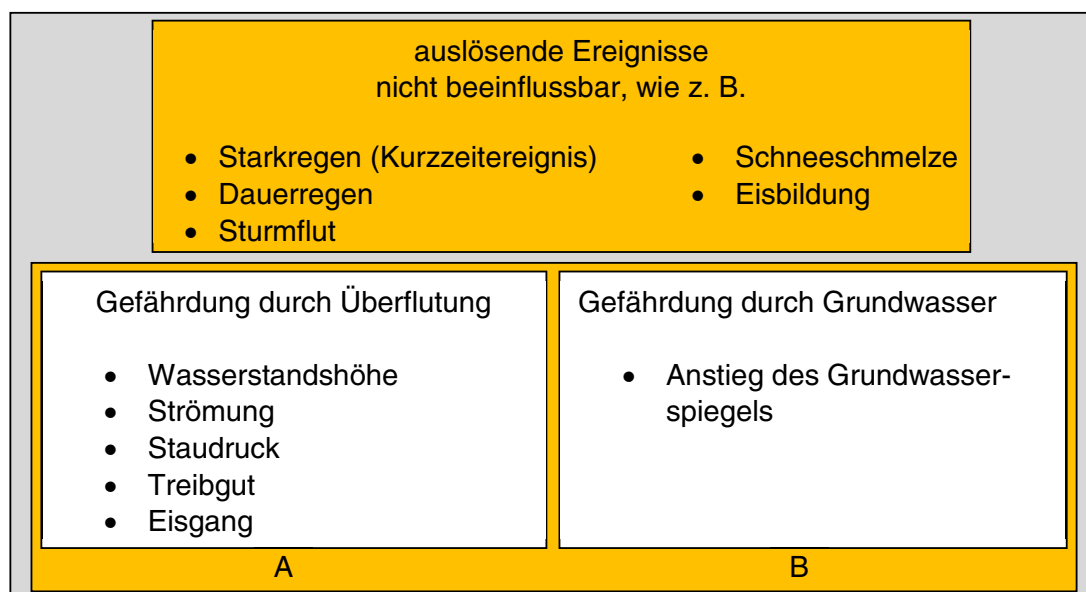 auslösende Ereignisse
nicht beeinflussbar, wie z. B.
• Starkregen (Kurzzeitereignis)
• Dauerregen
• Sturmflut
• Schneeschmelze
• Eisbildung
Gefährdung durch Überflutung
• Wasserstandshöhe
• Strömung
• Staudruck
• Treibgut
• Eisgang
A
Gefährdung durch Grundwasser
• Anstieg des Grundwasser-
spiegels
B